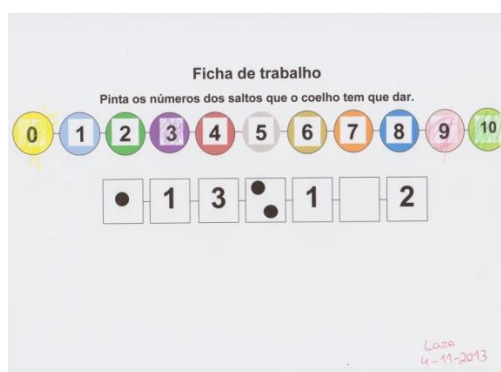 Ficha de trabalho
Pinta os números dos saltos que o coelho tem que dar.
0 1 2 3 4 5 6 7 8 9 10
1 3 1 2
Lara
4-11-2013